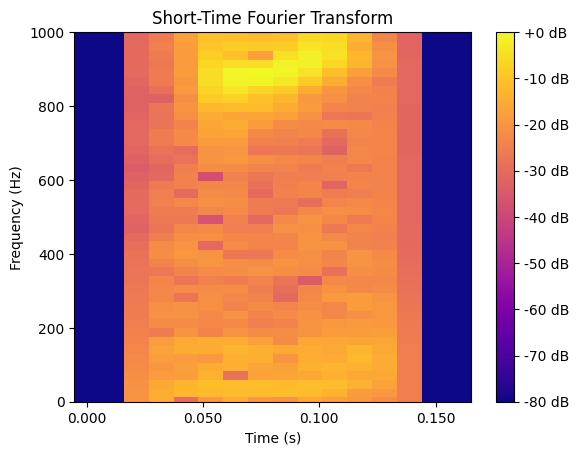 Short-Time Fourier Transform
1000
800
600
400
200
0
Frequency (Hz)
0.000
0.050
0.100
0.150
Time (s)
+0 dB
-10 dB
-20 dB
-30 dB
-40 dB
-50 dB
-60 dB
-70 dB
-80 dB